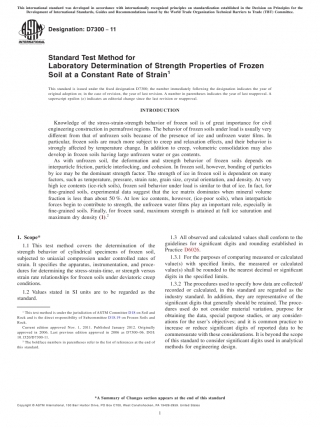 This international standard was developed in accordance with internationally recognized principles on standardization established in the Decision on Principles for the
Development of International Standards, Guides and Recommendations issued by the World Trade Organization Technical Barriers to Trade (TBT) Committee.
Designation: D7300 − 11
INTERNATIONAL
Standard Test Method for
Laboratory Determination of Strength Properties of Frozen
Soil at a Constant Rate of Strain1
This standard is issued under the fixed designation D7300; the number immediately following the designation indicates the year of
original adoption or, in the case of revision, the year of last revision. A number in parentheses indicates the year of last reapproval. A
superscript epsilon (ε) indicates an editorial change since the last revision or reapproval.
INTRODUCTION
Knowledge of the stress-strain-strength behavior of frozen soil is of great importance for civil
engineering construction in permafrost regions. The behavior of frozen soils under load is usually very
different from that of unfrozen soils because of the presence of ice and unfrozen water films. In
particular, frozen soils are much more subject to creep and relaxation effects, and their behavior is
strongly affected by temperature change. In addition to creep, volumetric consolidation may also
develop in frozen soils having large unfrozen water or gas contents.
As with unfrozen soil, the deformation and strength behavior of frozen soils depends on
interparticle friction, particle interlocking, and cohesion. In frozen soil, however, bonding of particles
by ice may be the dominant strength factor. The strength of ice in frozen soil is dependent on many
factors, such as temperature, pressure, strain rate, grain size, crystal orientation, and density. At very
high ice contents (ice-rich soils), frozen soil behavior under load is similar to that of ice. In fact, for
fine-grained soils, experimental data suggest that the ice matrix dominates when mineral volume
fraction is less than about 50 %. At low ice contents, however, (ice-poor soils), when interparticle
forces begin to contribute to strength, the unfrozen water films play an important role, especially in
fine-grained soils. Finally, for frozen sand, maximum strength is attained at full ice saturation and
maximum dry density (1).2
1. Scope*
1.1 This test method covers the determination of the
strength behavior of cylindrical specimens of frozen soil,
subjected to uniaxial compression under controlled rates of
strain. It specifies the apparatus, instrumentation, and proce-
dures for determining the stress-strain-time, or strength versus
strain rate relationships for frozen soils under deviatoric creep
conditions.
1.2 Values stated in SI units are to be regarded as the
standard.
1 This test method is under the jurisdiction of ASTM Committee D18 on Soil and
Rock and is the direct responsibility of Subcommittee D18.19 on Frozen Soils and
Rock.
Current edition approved Nov. 1, 2011. Published January 2012. Originally
approved in 2006. Last previous edition approved in 2006 as D7300–06. DOI:
10.1520/D7300-11.
2 The boldface numbers in parentheses refer to the list of references at the end of
this standard.
1.3 All observed and calculated values shall conform to the
guidelines for significant digits and rounding established in
Practice D6026.
1.3.1 For the purposes of comparing measured or calculated
value(s) with specified limits, the measured or calculated
value(s) shall be rounded to the nearest decimal or significant
digits in the specified limits.
1.3.2 The procedures used to specify how data are collected/
recorded or calculated, in this standard are regarded as the
industry standard. In addition, they are representative of the
significant digits that generally should be retained. The proce-
dures used do not consider material variation, purpose for
obtaining the data, special purpose studies, or any consider-
ations for the user's objectives; and it is common practice to
increase or reduce significant digits of reported data to be
commensurate with these considerations. It is beyond the scope
of this standard to consider significant digits used in analytical
methods for engineering design.
*A Summary of Changes section appears at the end of this standard
Copyright © ASTM International, 100 Barr Harbor Drive, PO Box C700, West Conshohocken, PA 19428-2959. United States
1